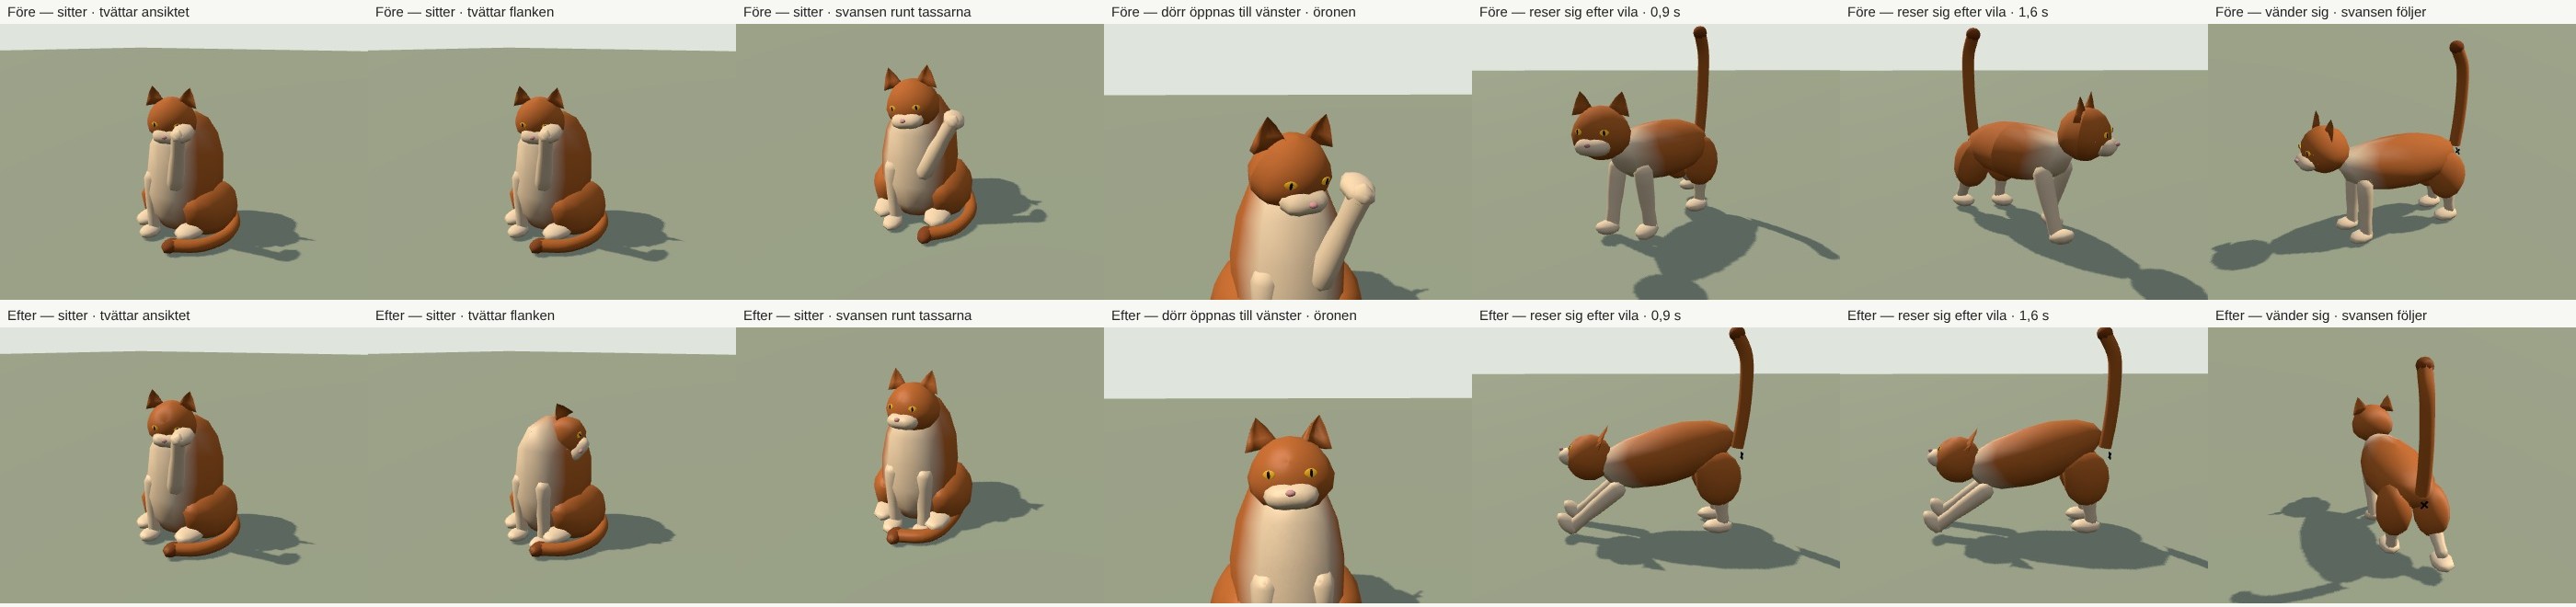 Före — sitter · tvättar ansiktet
Före — sitter · tvättar flanken
Före — sitter · svansen runt tassarna
Före — dörr öppnas till vänster · öronen
Före — reser sig efter vila · 0,9 s
Före — reser sig efter vila · 1,6 s
Före — vänder sig · svansen följer
Efter — sitter · tvättar ansiktet
Efter — sitter · tvättar flanken
Efter — sitter · svansen runt tassarna
Efter — dörr öppnas till vänster · öronen
Efter — reser sig efter vila · 0,9 s
Efter — reser sig efter vila · 1,6 s
Efter — vänder sig · svansen följer